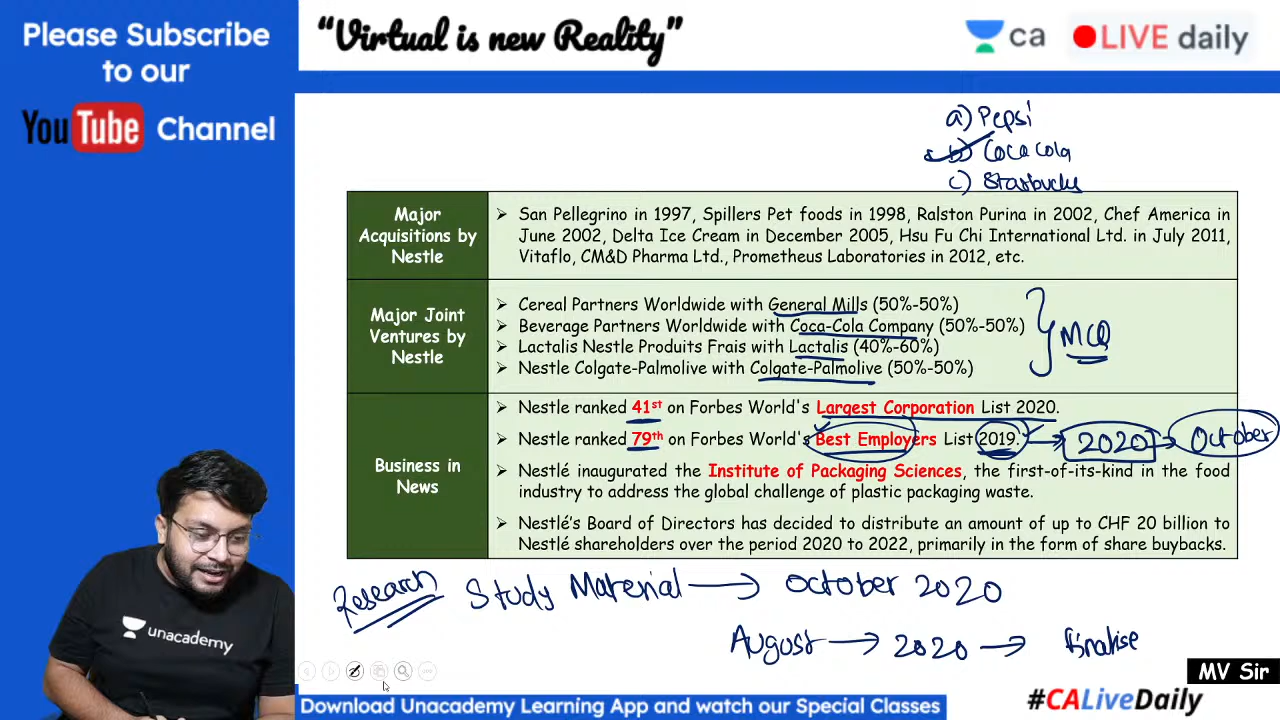 Please Subscribe
to our
YouTube Channel
"Virtual is new Reality"
ca
LIVE daily
a) Pepsi
b) Coca cola
c) Starbucks
Major
Acquisitions by
Nestle
➢ San Pellegrino in 1997, Spillers Pet foods in 1998, Ralston Purina in 2002, Chef America in
June 2002, Delta Ice Cream in December 2005, Hsu Fu Chi International Ltd. in July 2011,
Vitaflo, CM&D Pharma Ltd., Prometheus Laboratories in 2012, etc.
Major Joint
Ventures by
Nestle
➢ Cereal Partners Worldwide with General Mills (50%-50%)
➢ Beverage Partners Worldwide with Coca-Cola Company (50%-50%)
➢ Lactalis Nestle Produits Frais with Lactalis (40%-60%)
➢ Nestle Colgate-Palmolive with Colgate-Palmolive (50%-50%)
MCQ
Business in
News
➢ Nestle ranked 41st on Forbes World's Largest Corporation List 2020.
➢ Nestle ranked 79th on Forbes World's Best Employers List 2019. → 2020 → October
➢ Nestlé inaugurated the Institute of Packaging Sciences, the first-of-its-kind in the food
industry to address the global challenge of plastic packaging waste.
➢ Nestlé's Board of Directors has decided to distribute an amount of up to CHF 20 billion to
Nestlé shareholders over the period 2020 to 2022, primarily in the form of share buybacks.
Research Study Material → October 2020
August → 2020 → finalise
unacademy
MV Sir
Download Unacademy Learning App and watch our Special Classes
#CALiveDaily